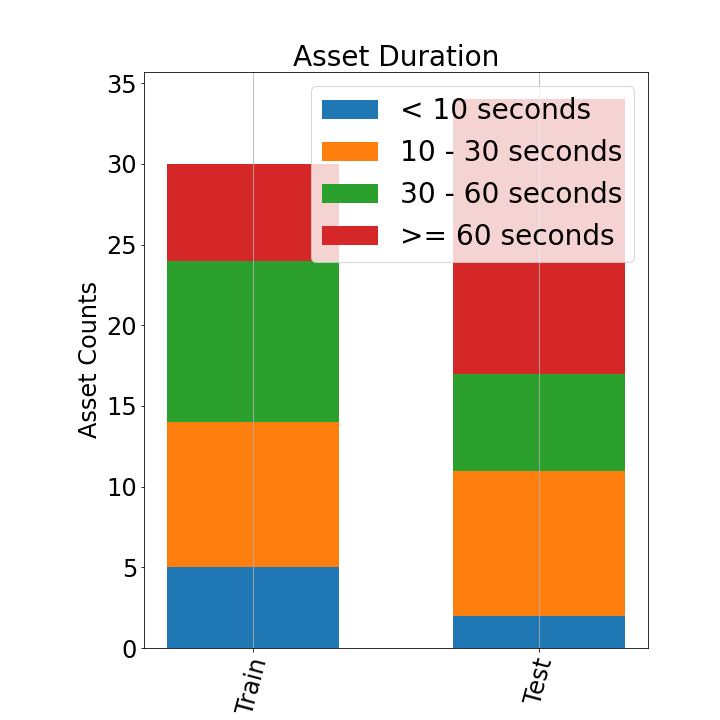 Asset Duration
35
30
25
20
15
10
5
0
Asset Counts
< 10 seconds
10 - 30 seconds
30 - 60 seconds
>= 60 seconds
Train
Test